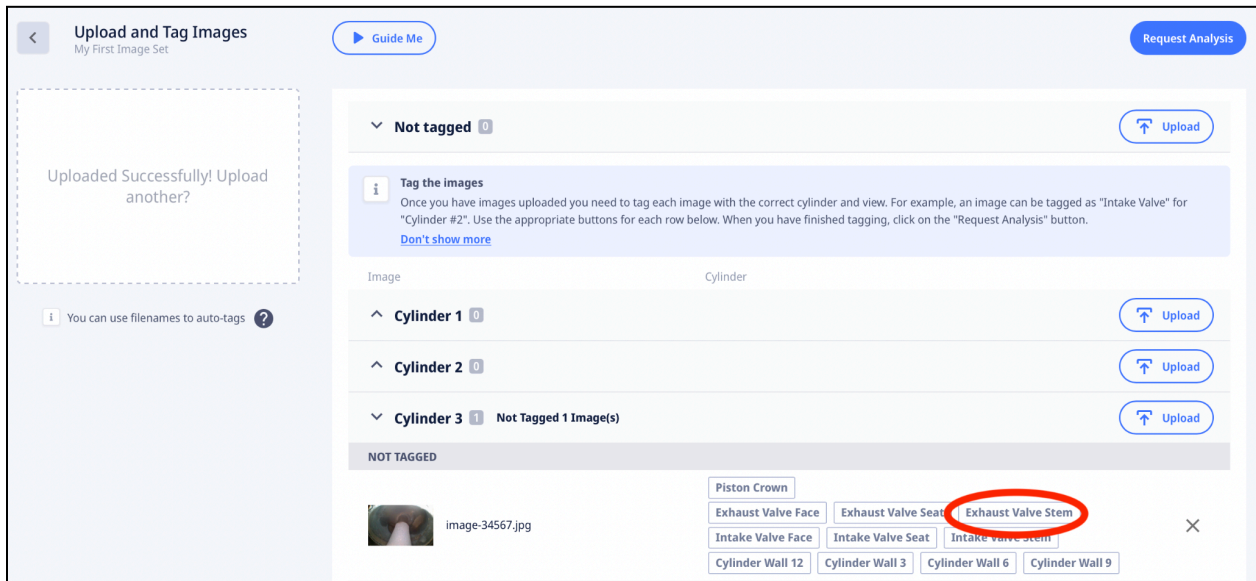 Upload and Tag Images
My First Image Set
Guide Me
Request Analysis
Uploaded Successfully! Upload
another?
i You can use filenames to auto-tags ?
Not tagged 0
Upload
i Tag the images
Once you have images uploaded you need to tag each image with the correct cylinder and view. For example, an image can be tagged as "Intake Valve" for
"Cylinder #2". Use the appropriate buttons for each row below. When you have finished tagging, click on the "Request Analysis" button.
Don't show more
Image Cylinder
Cylinder 1 0 Upload
Cylinder 2 0 Upload
Cylinder 3 1 Not Tagged 1 Image(s) Upload
NOT TAGGED
image-34567.jpg
Piston Crown
Exhaust Valve Face Exhaust Valve Seat Exhaust Valve Stem
Intake Valve Face Intake Valve Seat Intake Valve Stem
Cylinder Wall 12 Cylinder Wall 3 Cylinder Wall 6 Cylinder Wall 9